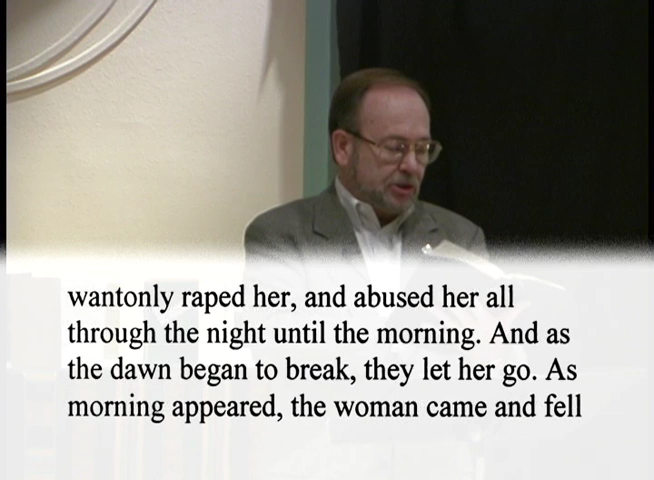 wantonly raped her, and abused her all
through the night until the morning. And as
the dawn began to break, they let her go. As
morning appeared, the woman came and fell